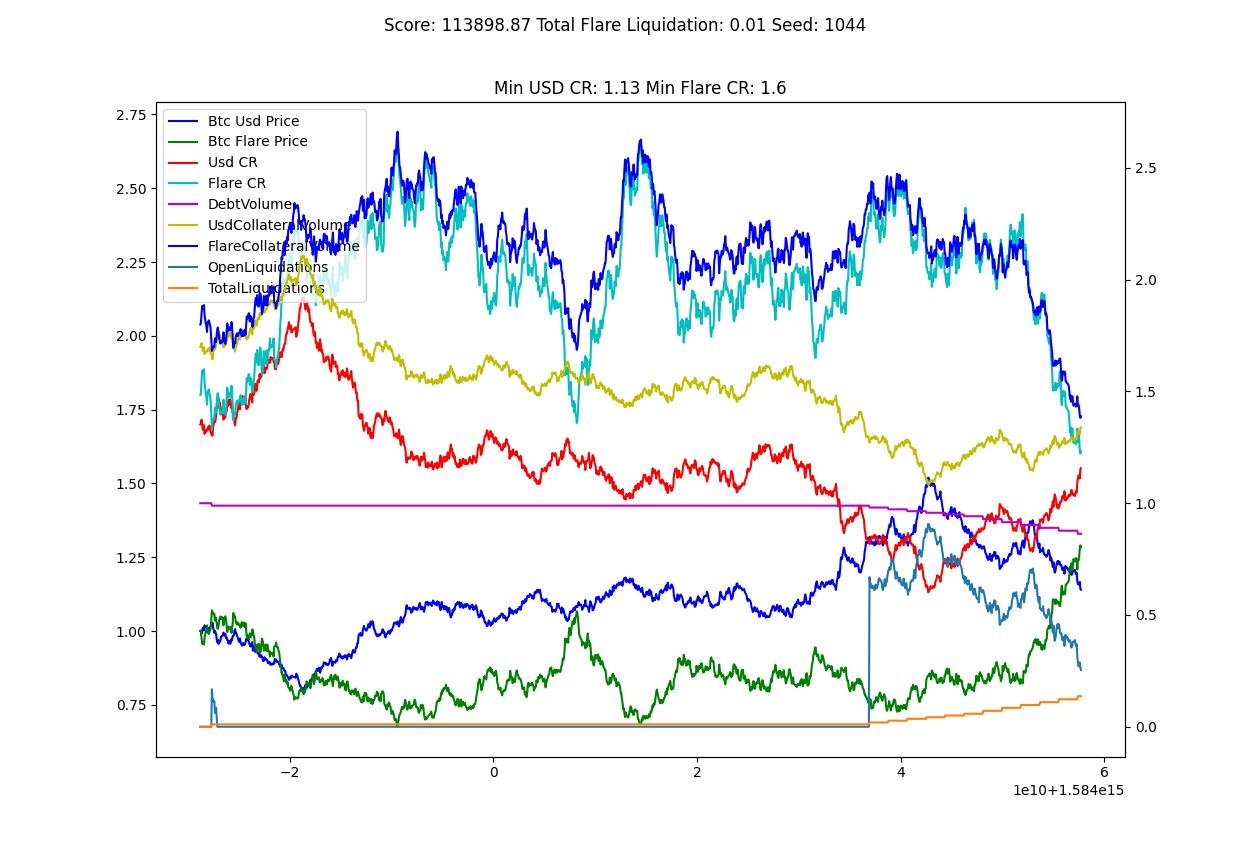 Score: 113898.87 Total Flare Liquidation: 0.01 Seed: 1044
Min USD CR: 1.13 Min Flare CR: 1.6
Btc Usd Price
Btc Flare Price
Usd CR
Flare CR
DebtVolume
UsdCollateralVolume
FlareCollateralVolume
OpenLiquidations
TotalLiquidations
2.75
2.50
2.25
2.00
1.75
1.50
1.25
1.00
0.75
2.5
2.0
1.5
1.0
0.5
0.0
−2
0
2
4
6
1e10+1.584e15